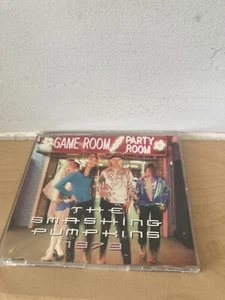 GAME ROOM PARTY ROOM
THE
SMASHING
PUMPKINS
1979